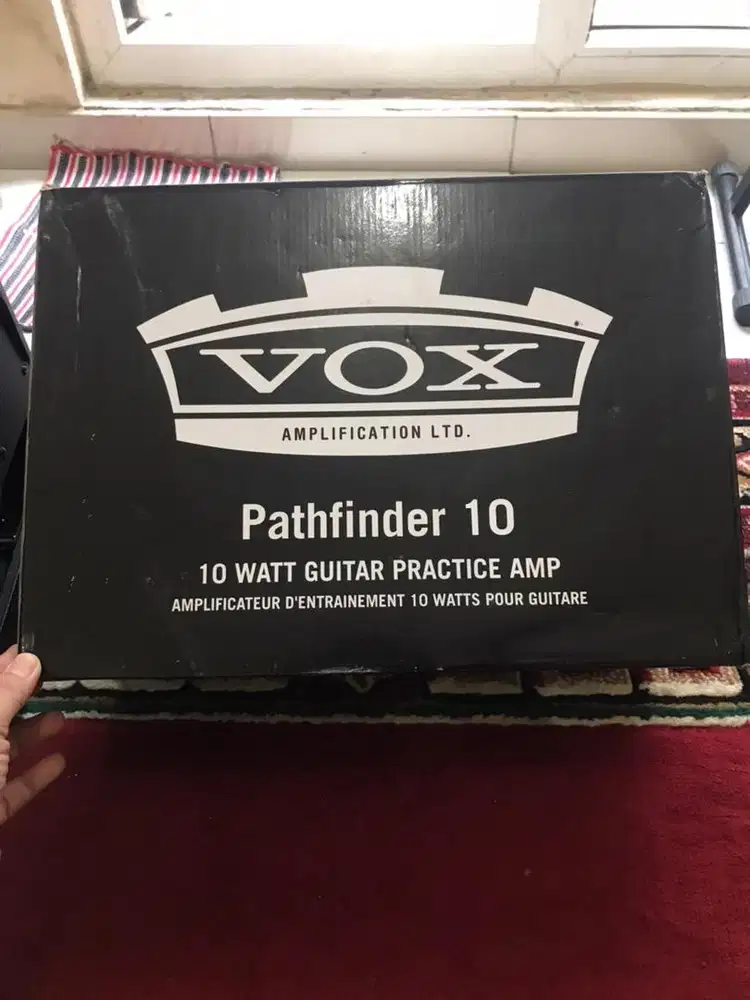 VOX
AMPLIFICATION LTD.
Pathfinder 10
10 WATT GUITAR PRACTICE AMP
AMPLIFICATEUR D'ENTRAINEMENT 10 WATTS POUR GUITARE